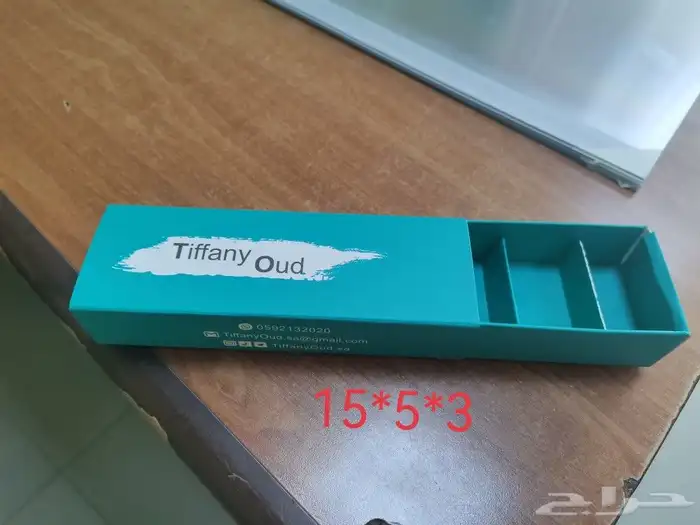 Tiffany Oud
0592132020
TiffanyOud.sa@gmail.com
TiffanyOud.sa
15*5*3
حراج